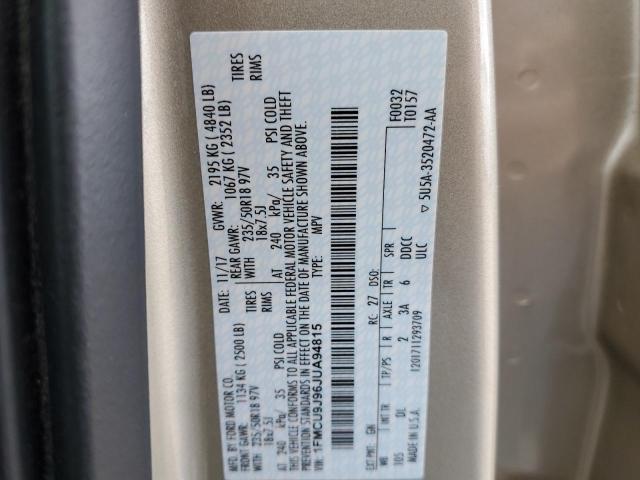 MFD. BY FORD MOTOR CO.
DATE: 11/17 GVWR: 2195 KG ( 4840 LB)
FRONT GAWR: 1134 KG ( 2500 LB) REAR GAWR: 1067 KG ( 2352 LB)
WITH 235/50R18 97V TIRES WITH 235/50R18 97V TIRES
18x7.5J RIMS 18x7.5J RIMS
AT 240 kPa/ 35 PSI COLD AT 240 kPa/ 35 PSI COLD
THIS VEHICLE CONFORMS TO ALL APPLICABLE FEDERAL MOTOR VEHICLE SAFETY AND THEFT
PREVENTION STANDARDS IN EFFECT ON THE DATE OF MANUFACTURE SHOWN ABOVE.
VIN: 1FMCU9J96JUA94815 TYPE: MPV
F0032
T0157
EXT PNT: GN RC: 27 DSO:
WB INT TR TP/PS R AXLE TR SPR
105 DL 2 3A 6 DDCC
ULC
1201711293709
▽ 5U5A-3520472-AA